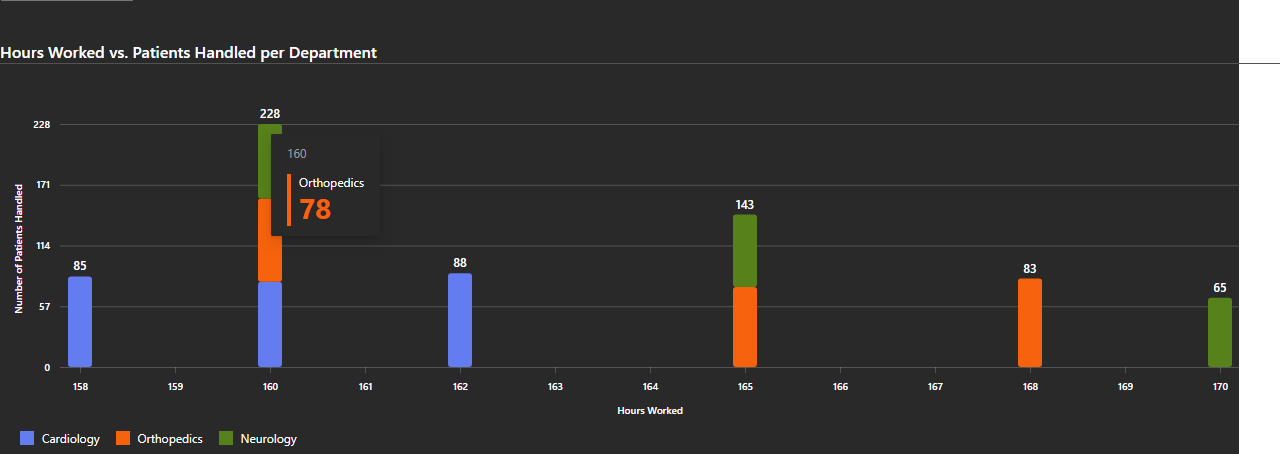 Hours Worked vs. Patients Handled per Department
228
228
160
Orthopedics
78
171
143
114
85
88
83
65
57
0
Number of Patients Handled
158 159 160 161 162 163 164 165 166 167 168 169 170
Hours Worked
Cardiology Orthopedics Neurology